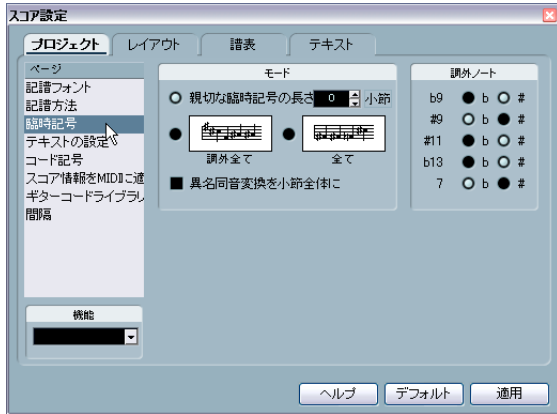 スコア設定
プロジェクト レイアウト 譜表 テキスト
ページ
記譜フォント
記譜方法
臨時記号
テキストの設定
コード記号
スコア情報をMIDIに適
ギターコードライブラリ
間隔
機能
モード
親切な臨時記号の長さ 0 小節
調外全て 全て
異名同音変換を小節全体に
調外ノート
b9 b #
#9 b #
#11 b #
b13 b #
7 b #
ヘルプ デフォルト 適用